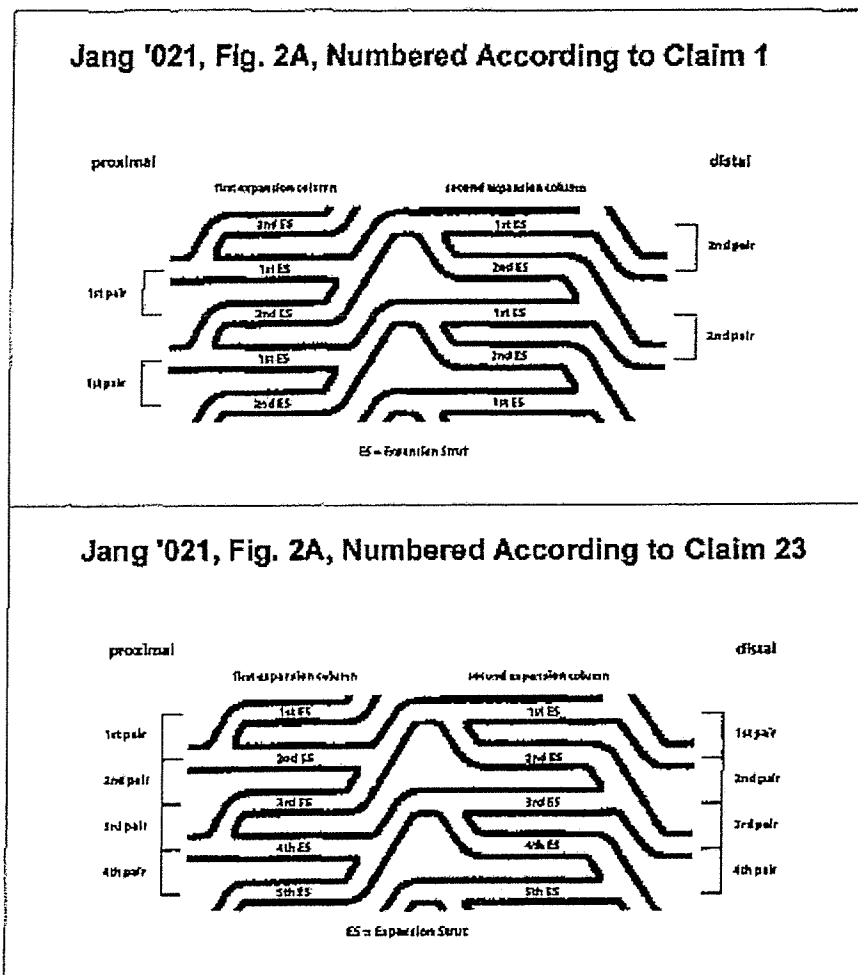 Jang '021, Fig. 2A, Numbered According to Claim 1
proximal
distal
first expansion column
second expansion column
2nd ES
1st ES
2nd pair
1st ES
2nd ES
1st pair
2nd ES
1st ES
2nd pair
1st ES
2nd ES
1st pair
2nd ES
1st ES
ES = Expansion Strut
Jang '021, Fig. 2A, Numbered According to Claim 23
proximal
distal
first expansion column
second expansion column
1st ES
1st ES
1st pair
1st pair
2nd ES
2nd ES
2nd pair
2nd pair
3rd ES
3rd ES
3rd pair
3rd pair
4th ES
4th ES
4th pair
4th pair
5th ES
5th ES
ES = Expansion Strut